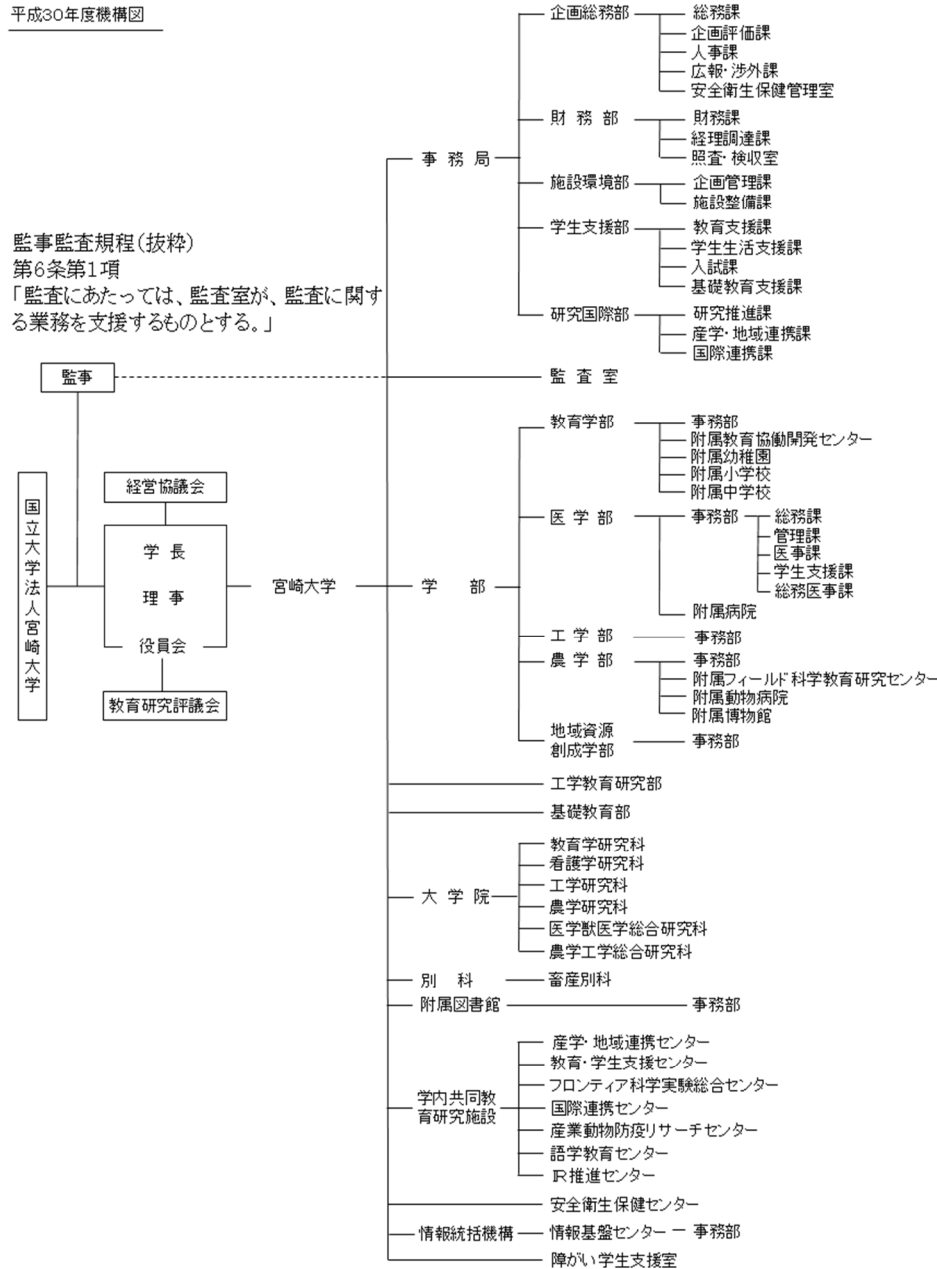 平成30年度機構図
企画総務部
総務課
企画評価課
人事課
広報・渉外課
安全衛生保健管理室
財務部
財務課
経理調達課
照査・検収室
事務局
施設環境部
企画管理課
施設整備課
学生支援部
教育支援課
学生生活支援課
入試課
基礎教育支援課
研究国際部
研究推進課
産学・地域連携課
国際連携課
監事監査規程(抜粋)
第6条第1項
「監査にあたっては、監査室が、監査に関す
る業務を支援するものとする。」
監事
監査室
国立大学法人宮崎大学
経営協議会
学長
理事
役員会
教育研究評議会
宮崎大学
学部
教育学部
事務部
附属教育協働開発センター
附属幼稚園
附属小学校
附属中学校
医学部
事務部
総務課
管理課
医事課
学生支援課
総務医事課
附属病院
工学部
事務部
農学部
事務部
附属フィールド科学教育研究センター
附属動物病院
附属博物館
地域資源
創成学部
事務部
工学教育研究部
基礎教育部
大学院
教育学研究科
看護学研究科
工学研究科
農学研究科
医学獣医学総合研究科
農学工学総合研究科
別科
畜産別科
附属図書館
事務部
学内共同教
育研究施設
産学・地域連携センター
教育・学生支援センター
フロンティア科学実験総合センター
国際連携センター
産業動物防疫リサーチセンター
語学教育センター
IR推進センター
安全衛生保健センター
情報統括機構
情報基盤センター
事務部
障がい学生支援室